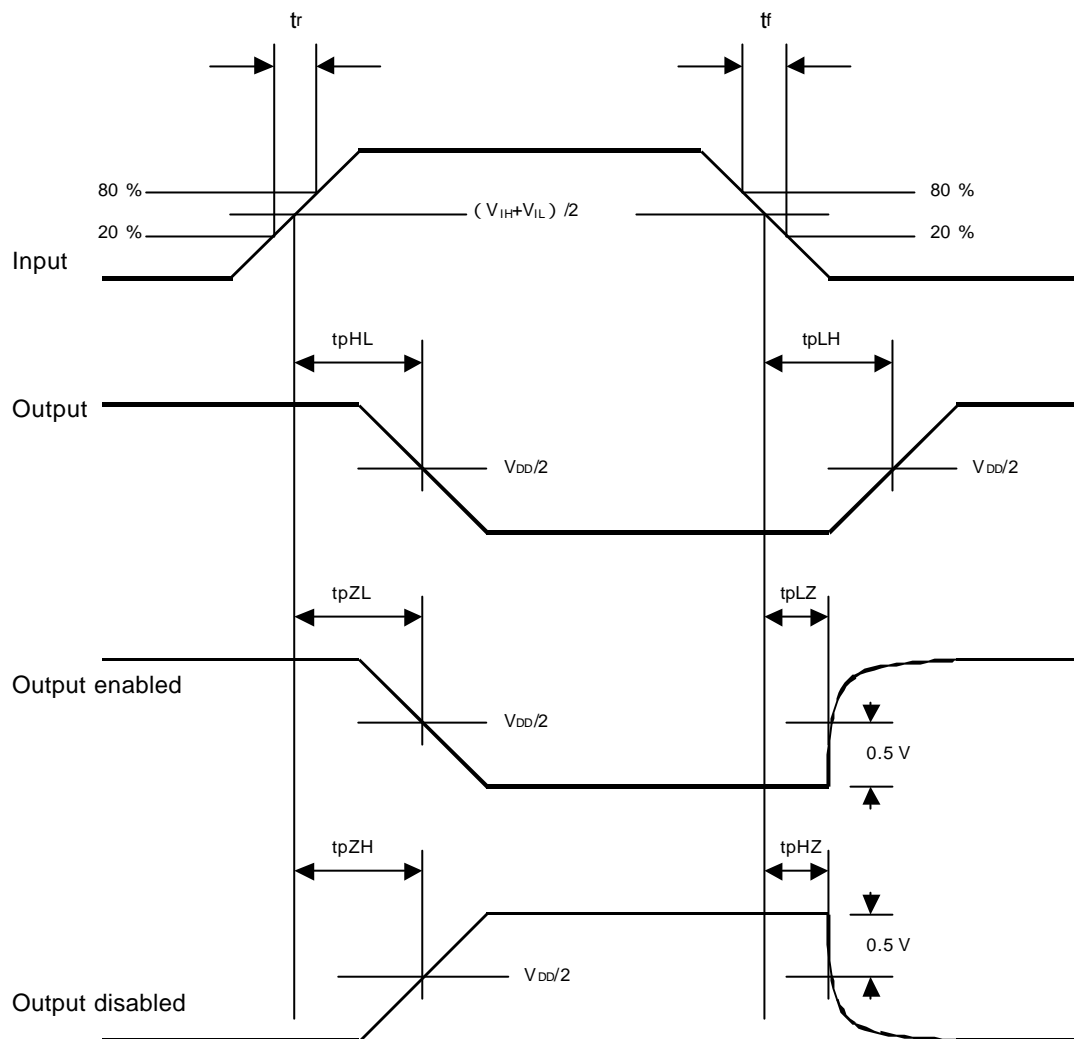 tr tf
80 % 80 %
(VIH+VIL) /2
20 % 20 %
Input
tpHL tpLH
Output
VDD/2 VDD/2
tpZL tpLZ
Output enabled
VDD/2
0.5 V
tpZH tpHZ
0.5 V
VDD/2
Output disabled